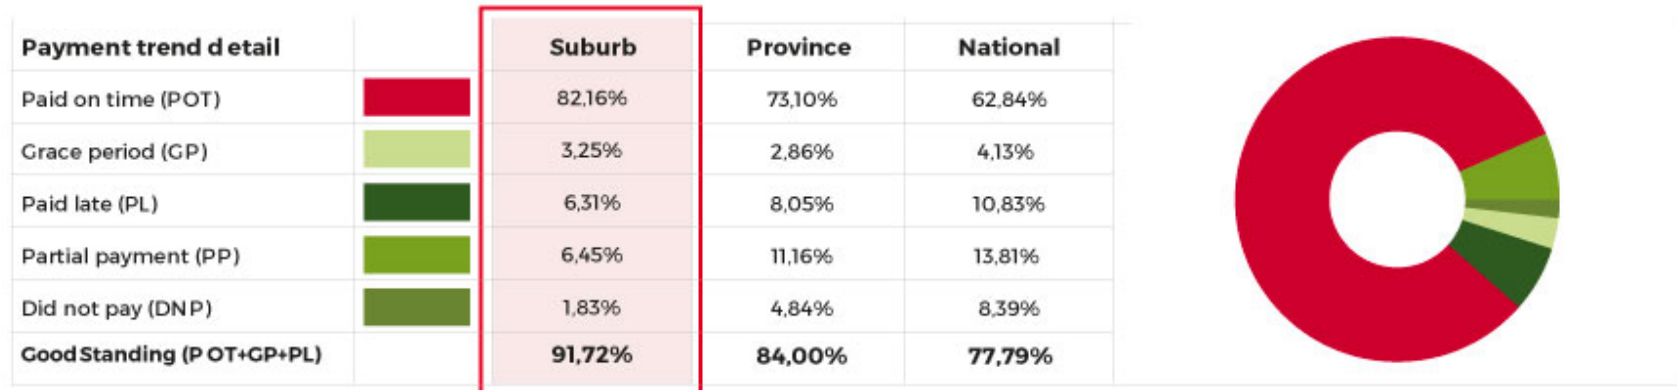 Payment trend detail Suburb Province National
Paid on time (POT) 82,16% 73,10% 62,84%
Grace period (GP) 3,25% 2,86% 4,13%
Paid late (PL) 6,31% 8,05% 10,83%
Partial payment (PP) 6,45% 11,16% 13,81%
Did not pay (DNP) 1,83% 4,84% 8,39%
Good Standing (POT+GP+PL) 91,72% 84,00% 77,79%